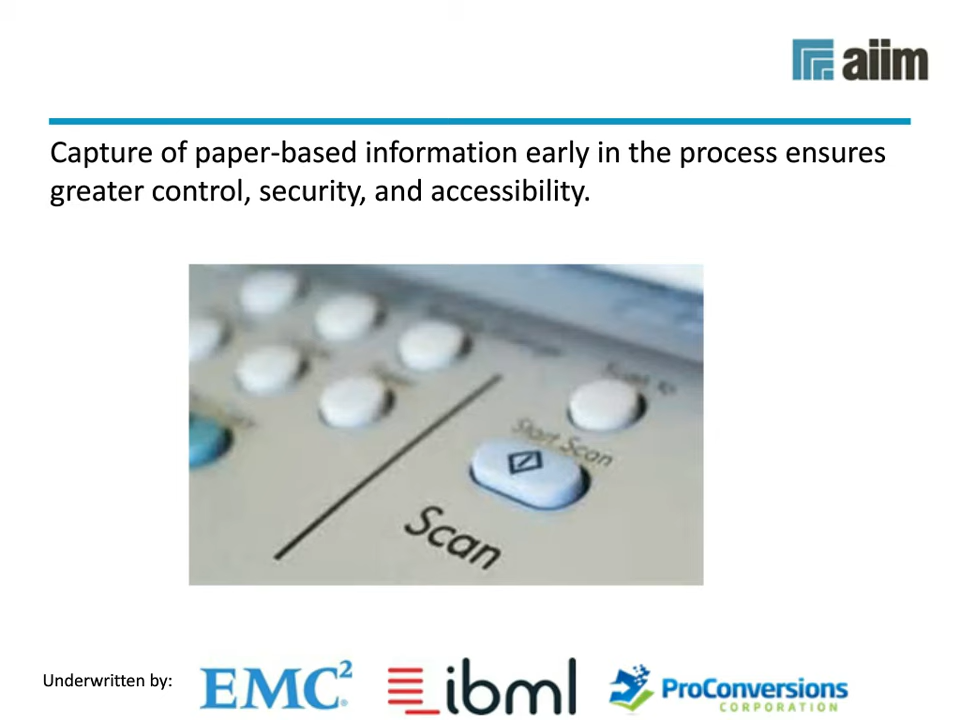 aiim
Capture of paper-based information early in the process ensures
greater control, security, and accessibility.
Start Scan
Scan
Underwritten by:
EMC²
ibml
ProConversions
CORPORATION